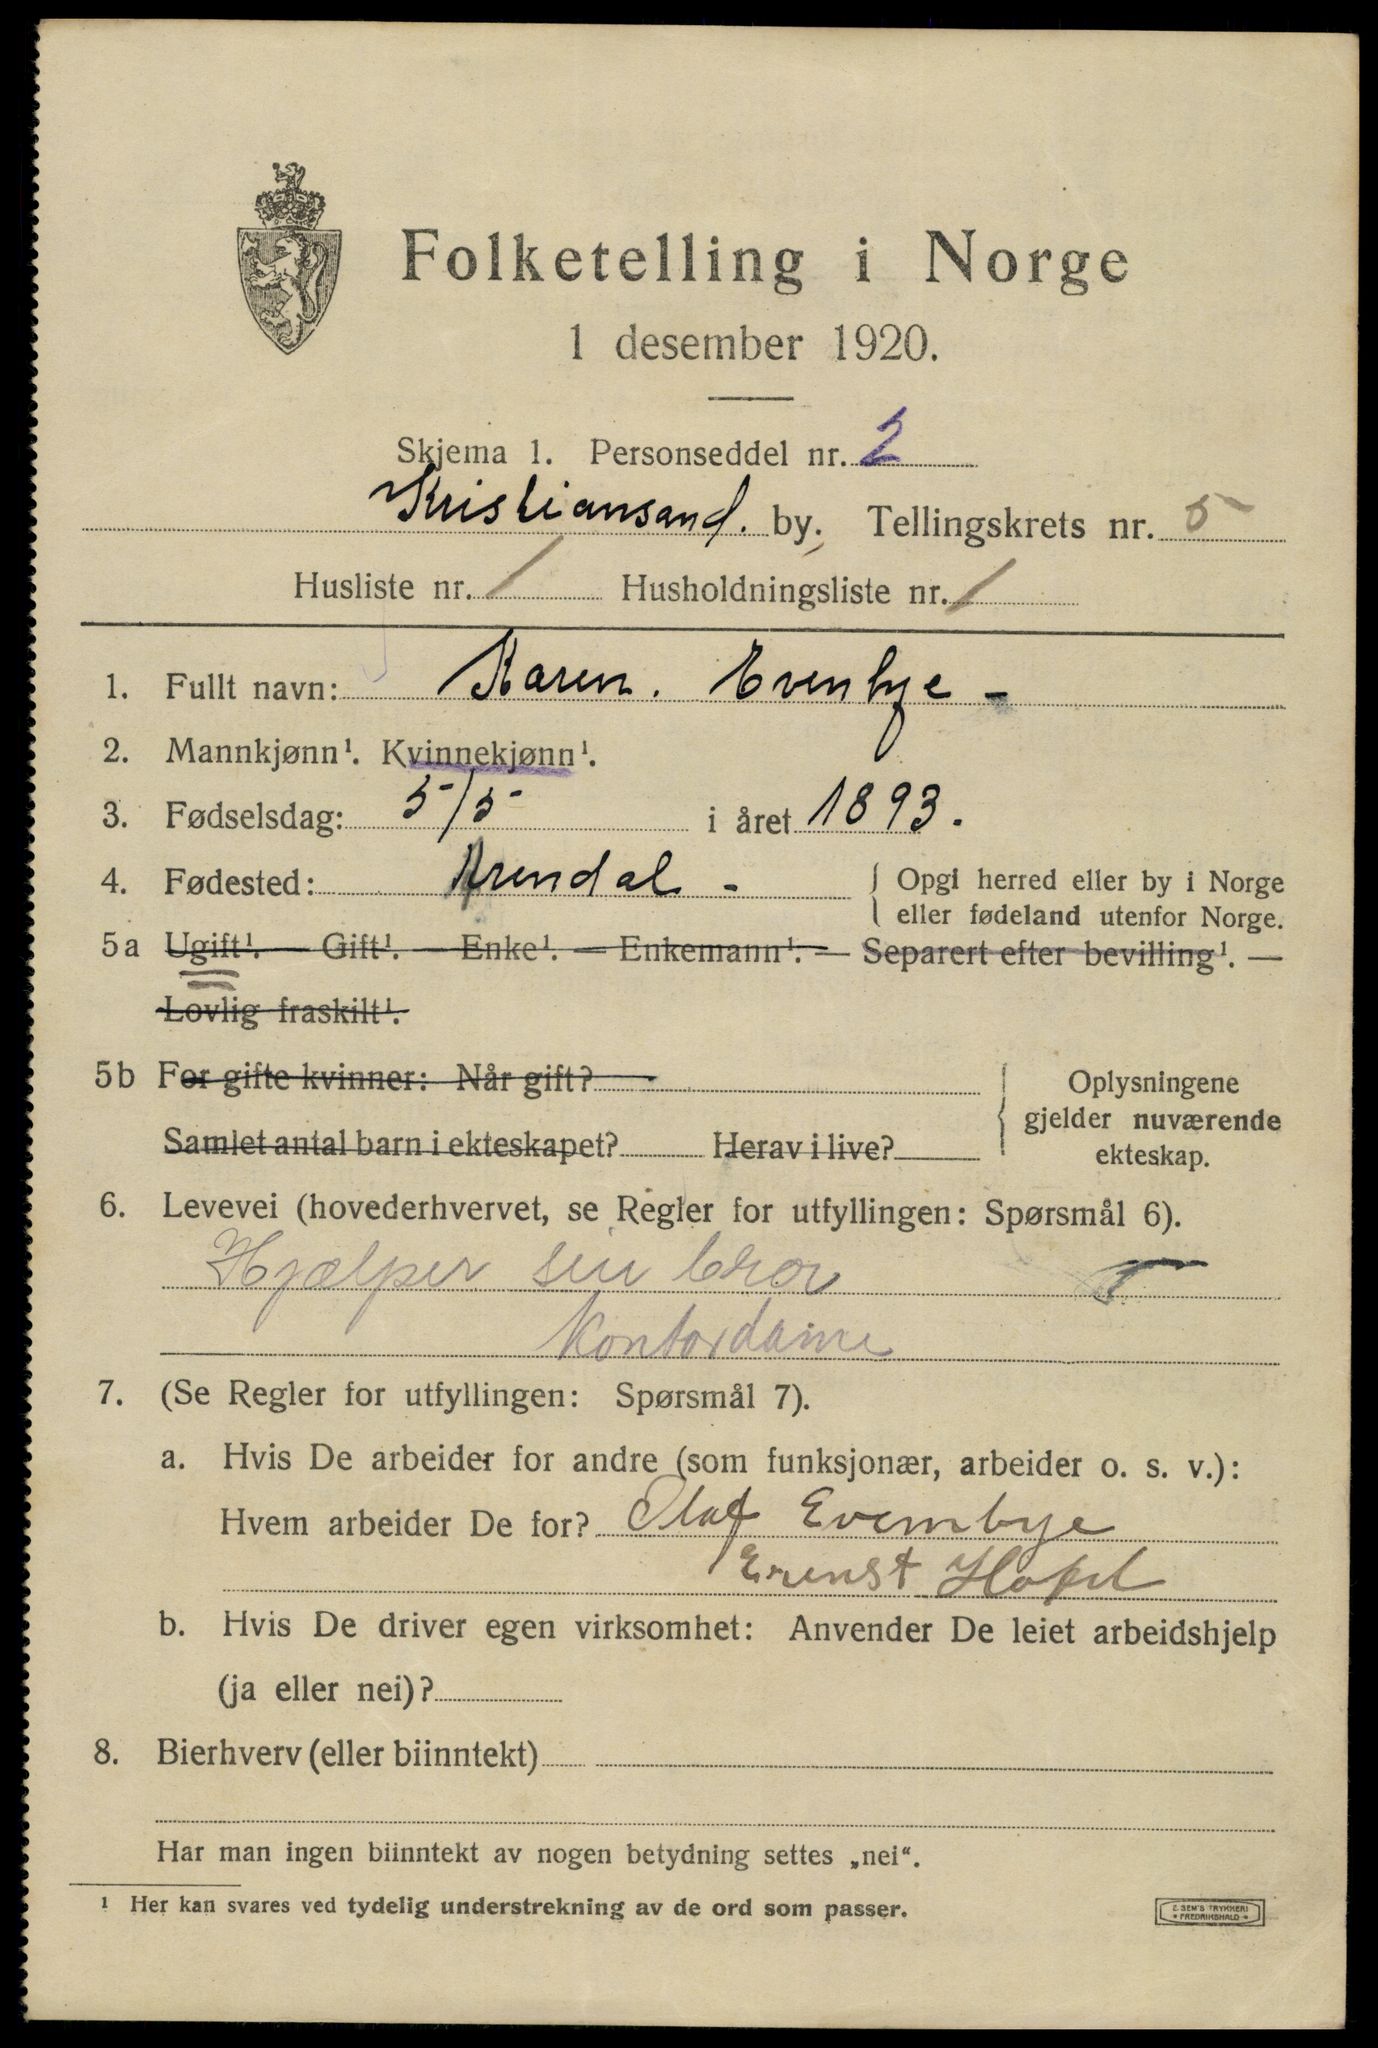 Folketelling i Norge
1 desember 1920.
Skjema 1. Personseddel nr. 2
Kristiansand. by. Tellingskrets nr. 5
Husliste nr. 1 Husholdningsliste nr. 1
1. Fullt navn: Karen. Evenbye -
2. Mannkjønn¹. Kvinnekjønn¹.
3. Fødselsdag: 5/5 i året 1893.
4. Fødested: Arendal - { Opgi herred eller by i Norge
eller fødeland utenfor Norge.
5a Ugift¹. — Gift¹. — Enke¹. — Enkemann¹. — Separert efter bevilling¹. —
Lovlig fraskilt¹.
5b For gifte kvinner: Når gift?
Samlet antal barn i ekteskapet? Herav i live?
{ Oplysningene
gjelder nuværende
ekteskap.
6. Levevei (hovederhvervet, se Regler for utfyllingen: Spørsmål 6).
Hjælper sin bror
Kontordame
7. (Se Regler for utfyllingen: Spørsmål 7).
a. Hvis De arbeider for andre (som funksjonær, arbeider o. s. v.):
Hvem arbeider De for? Olaf Evembye
Erenst
b. Hvis De driver egen virksomhet: Anvender De leiet arbeidshjelp
(ja eller nei)?
8. Bierhverv (eller biinntekt)
Har man ingen biinntekt av nogen betydning settes „nei“.
¹ Her kan svares ved tydelig understrekning av de ord som passer.
E. SEM'S TRYKKERI
* FREDRIKSHALD *